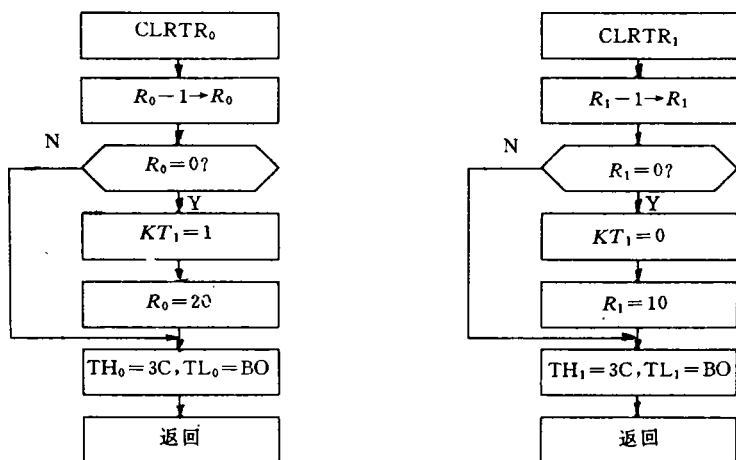 CLRTR₀
R₀−1→R₀
N
R₀=0?
Y
KT₁=1
R₀=20
TH₀=3C,TL₀=BO
返回
CLRTR₁
R₁−1→R₁
N
R₁=0?
Y
KT₁=0
R₁=10
TH₁=3C,TL₁=BO
返回